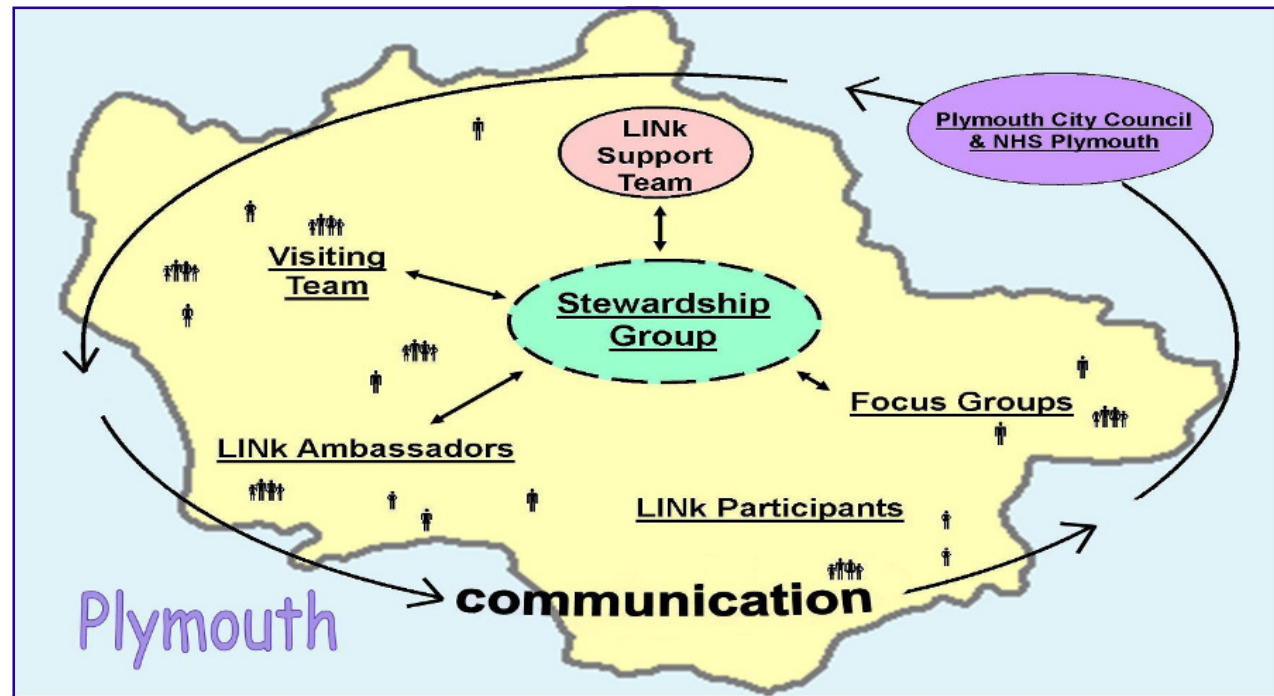 Plymouth City Council
& NHS Plymouth
LINk
Support
Team
Visiting
Team
Stewardship
Group
Focus Groups
LINk Ambassadors
LINk Participants
communication
Plymouth